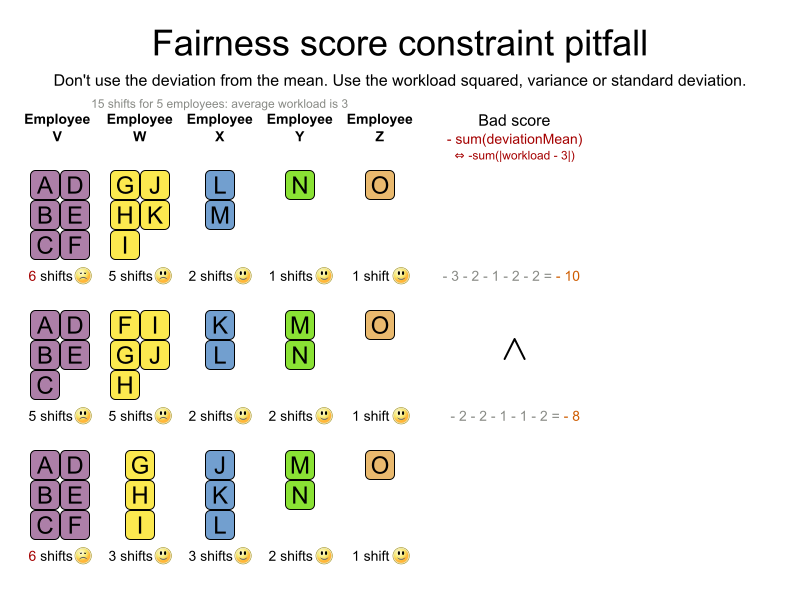 Fairness score constraint pitfall
Don't use the deviation from the mean. Use the workload squared, variance or standard deviation.
15 shifts for 5 employees: average workload is 3
Employee V Employee W Employee X Employee Y Employee Z
Bad score
- sum(deviationMean)
⇔ -sum(|workload - 3|)
A D G J L N O
B E H K M
C F I
6 shifts 5 shifts 2 shifts 1 shifts 1 shift - 3 - 2 - 1 - 2 - 2 = - 10
A D F I K M O
B E G J L N
C H
5 shifts 5 shifts 2 shifts 2 shifts 1 shift - 2 - 2 - 1 - 1 - 2 = - 8
A D G J M O
B E H K N
C F I L
6 shifts 3 shifts 3 shifts 2 shifts 1 shift